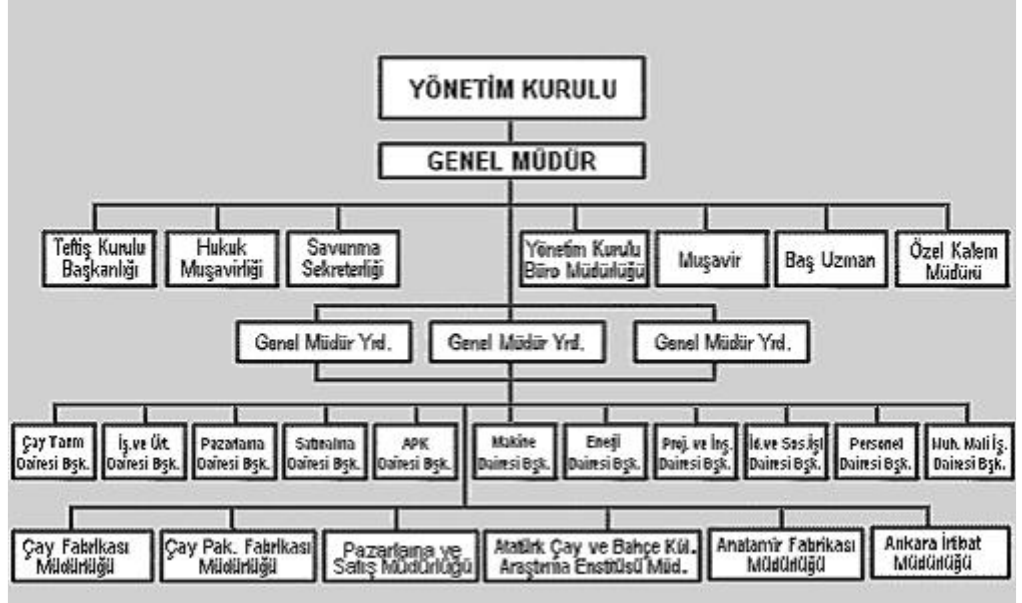 YÖNETİM KURULU
GENEL MÜDÜR
Teftiş Kurulu
Başkanlığı
Hukuk
Muşavirliği
Savunma
Sekreterliği
Yönetim Kurulu
Büro Müdürlüğü
Muşavir
Baş Uzman
Özel Kalem
Müdürü
Genel Müdür Yrd.
Genel Müdür Yrd.
Genel Müdür Yrd.
Çay Tarım
Dairesi Bşk.
İş.ve Üt.
Dairesi Bşk.
Pazarlama
Dairesi Bşk.
Satınalma
Dairesi Bşk.
APK
Dairesi Bşk.
Makine
Dairesi Bşk.
Enerji
Dairesi Bşk.
Proj. ve İnş.
Dairesi Bşk.
İd.ve Sos.İşl
Dairesi Bşk.
Personel
Dairesi Bşk.
Muh. Mali İş.
Dairesi Bşk.
Çay Fabrikası
Müdürlüğü
Çay Pak. Fabrikası
Müdürlüğü
Pazarlama ve
Satış Müdürlüğü
Atatürk Çay ve Bahçe Kül.
Araştırma Enstitüsü Müd.
Anatamir Fabrikası
Müdürlüğü
Ankara İrtibat
Müdürlüğü